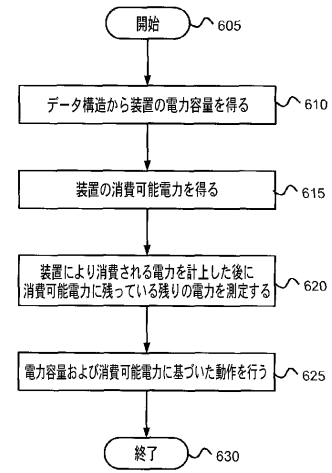 開始
605
データ構造から装置の電力容量を得る
610
装置の消費可能電力を得る
615
装置により消費される電力を計上した後に
消費可能電力に残っている残りの電力を測定する
620
電力容量および消費可能電力に基づいた動作を行う
625
終了
630